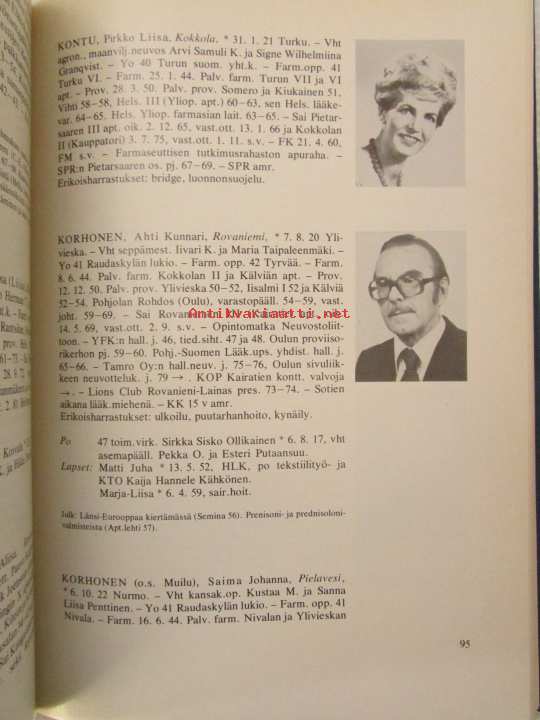 KONTU, Pirkko Liisa, Kokkola. * 31. 1. 21 Turku. – Vht
agron., maanvilj.neuvos Arvi Samuli K. ja Signe Wilhelmiina
Granqvist. – Yo 40 Turun suom. yht.k. – Farm.opp. 41
Turku VI. – Farm. 25. 1. 44. Palv. farm. Turun VII ja VI
apt. – Prov. 28. 3. 50. Palv. prov. Somero ja Kiukainen 51,
Vihti 58–58, Hels. III (Yliop. apt.) 60–63, sen Hels. lääke-
var. 64–65. Hels. Yliop. farmasian lait. 63–65. – Sai Pietar-
saaren III apt. oik. 2. 12. 65, vast.ott. 13. 1. 66 ja Kokkolan
II (Kauppatori) 3. 7. 75, vast.ott. 1. 11. s.v. – FK 21. 4. 60,
FM s.v. – Farmaseuttisen tutkimusrahaston apuraha. –
SPR:n Pietarsaaren os. pj. 67–69. – SPR amr.
Erikoisharrastukset: bridge, luonnonsuojelu.
KORHONEN, Ahti Kunnari, Rovaniemi, * 7. 8. 20 Yli-
vieska. – Vht seppämest. Iivari K. ja Maria Taipaleenmäki. –
Yo 41 Raudaskylän lukio. – Farm. opp. 42 Tyrvää. – Farm.
8. 6. 44. Palv. farm. Kokkolan II ja Kälviän apt. – Prov.
12. 12. 50. Palv. prov. Ylivieska 50–52, Iisalmi I 52 ja Kälviä
52–54. Pohjolan Rohdos (Oulu), varastopääll. 54–59, vast.
joht. 59–69. – Sai Rovaniemen
14. 5. 69, vast.ott. 2. 9. s.v. – Opintomatka Neuvostoliit-
toon. – YFK:n hall. j. 46, tied.siht. 47 ja 48. Oulun proviiso-
rikerhon pj. 59–60. Pohj.-Suomen Lääk.ups. yhdist. hall. j.
65–66. – Tamro Oy:n hall.neuv. j. 75–76, Oulun sivuliik-
keen neuvotteluk. j. 79 → . KOP Kairatien kontt. valvoja
→. – Lions Club Rovanieni-Lainas pres. 73–74. – Sotien
aikana lääk.miehenä. – KK 15 v amr.
Erikoisharrastukset: ulkoilu, puutarhanhoito, kynäily.
Po 47 toim.virk. Sirkka Sisko Ollikainen * 6. 8. 17, vht
asemapääll. Pekka O. ja Esteri Putaansuu.
Lapset: Matti Juha * 13. 5. 52, HLK, po tekstiilityö- ja
KTO Kaija Hannele Kähkönen.
Marja-Liisa * 6. 4. 59, sair.hoit.
Julk: Länsi-Eurooppaa kiertämässä (Semina 56). Prenisoni- ja prednisoloni-
valmisteista (Apt.lehti 57).
KORHONEN (o.s. Muilu), Saima Johanna, Pielavesi,
* 6. 10. 22 Nurmo. – Vht kansak.op. Kustaa M. ja Sanna
Liisa Penttinen. – Yo 41 Raudaskylän lukio. – Farm. opp. 41
Nivala. – Farm. 16. 6. 44. Palv. farm. Nivalan ja Ylivieskan
95